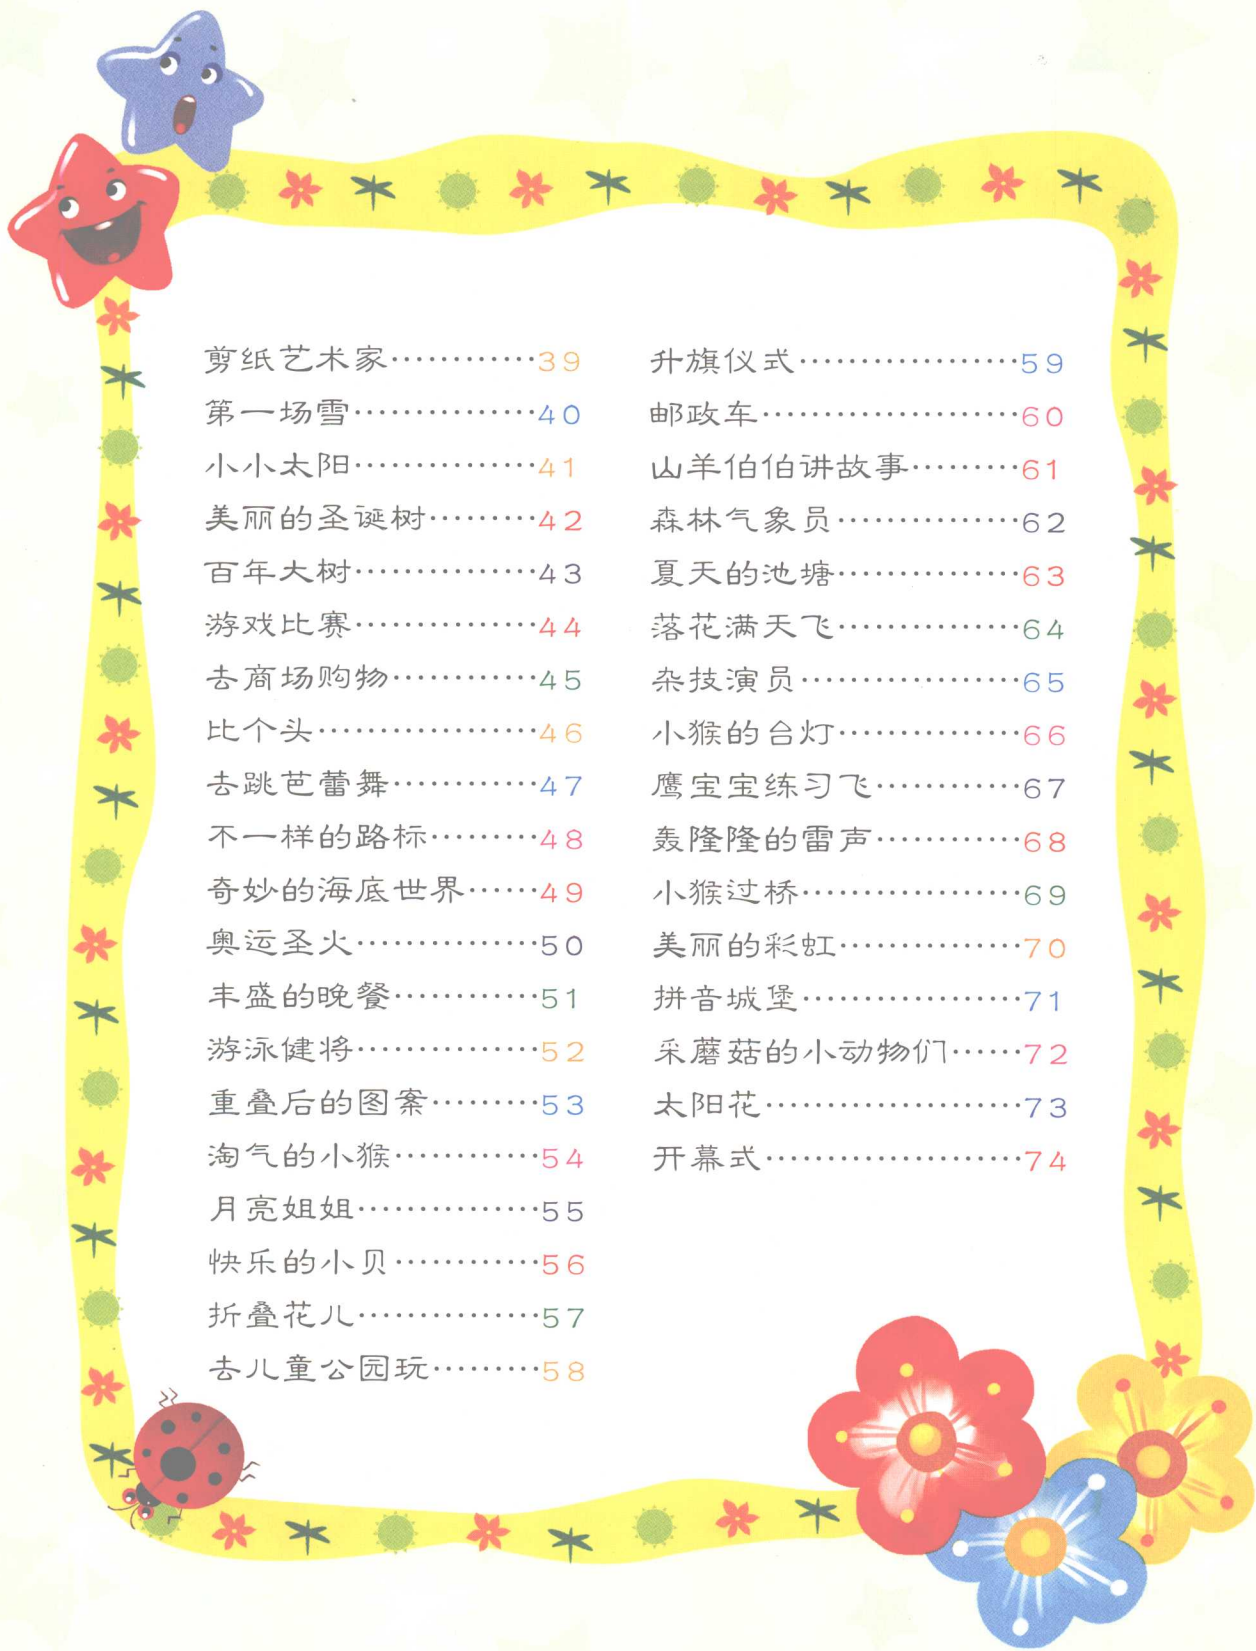 剪纸艺术家…………39
第一场雪……………40
小小太阳……………41
美丽的圣诞树………42
百年大树……………43
游戏比赛……………44
去商场购物…………45
比个头………………46
去跳芭蕾舞…………47
不一样的路标………48
奇妙的海底世界……49
奥运圣火……………50
丰盛的晚餐…………51
游泳健将……………52
重叠后的图案………53
淘气的小猴…………54
月亮姐姐……………55
快乐的小贝…………56
折叠花儿……………57
去儿童公园玩………58
升旗仪式………………59
邮政车…………………60
山羊伯伯讲故事………61
森林气象员……………62
夏天的池塘……………63
落花满天飞……………64
杂技演员………………65
小猴的台灯……………66
鹰宝宝练习飞…………67
轰隆隆的雷声…………68
小猴过桥………………69
美丽的彩虹……………70
拼音城堡………………71
采蘑菇的小动物们……72
太阳花…………………73
开幕式…………………74